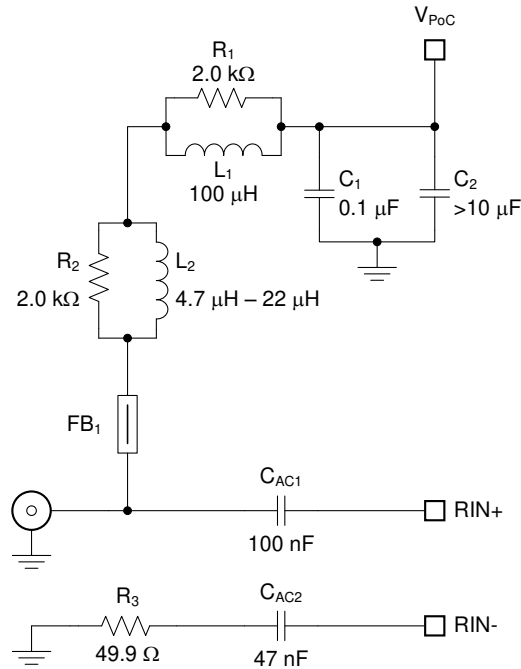 V_PoC
R₁
2.0 kΩ
L₁
100 μH
C₁
0.1 μF
C₂
>10 μF
R₂
2.0 kΩ
L₂
4.7 μH – 22 μH
FB₁
C_AC1
100 nF
RIN+
R₃
49.9 Ω
C_AC2
47 nF
RIN-